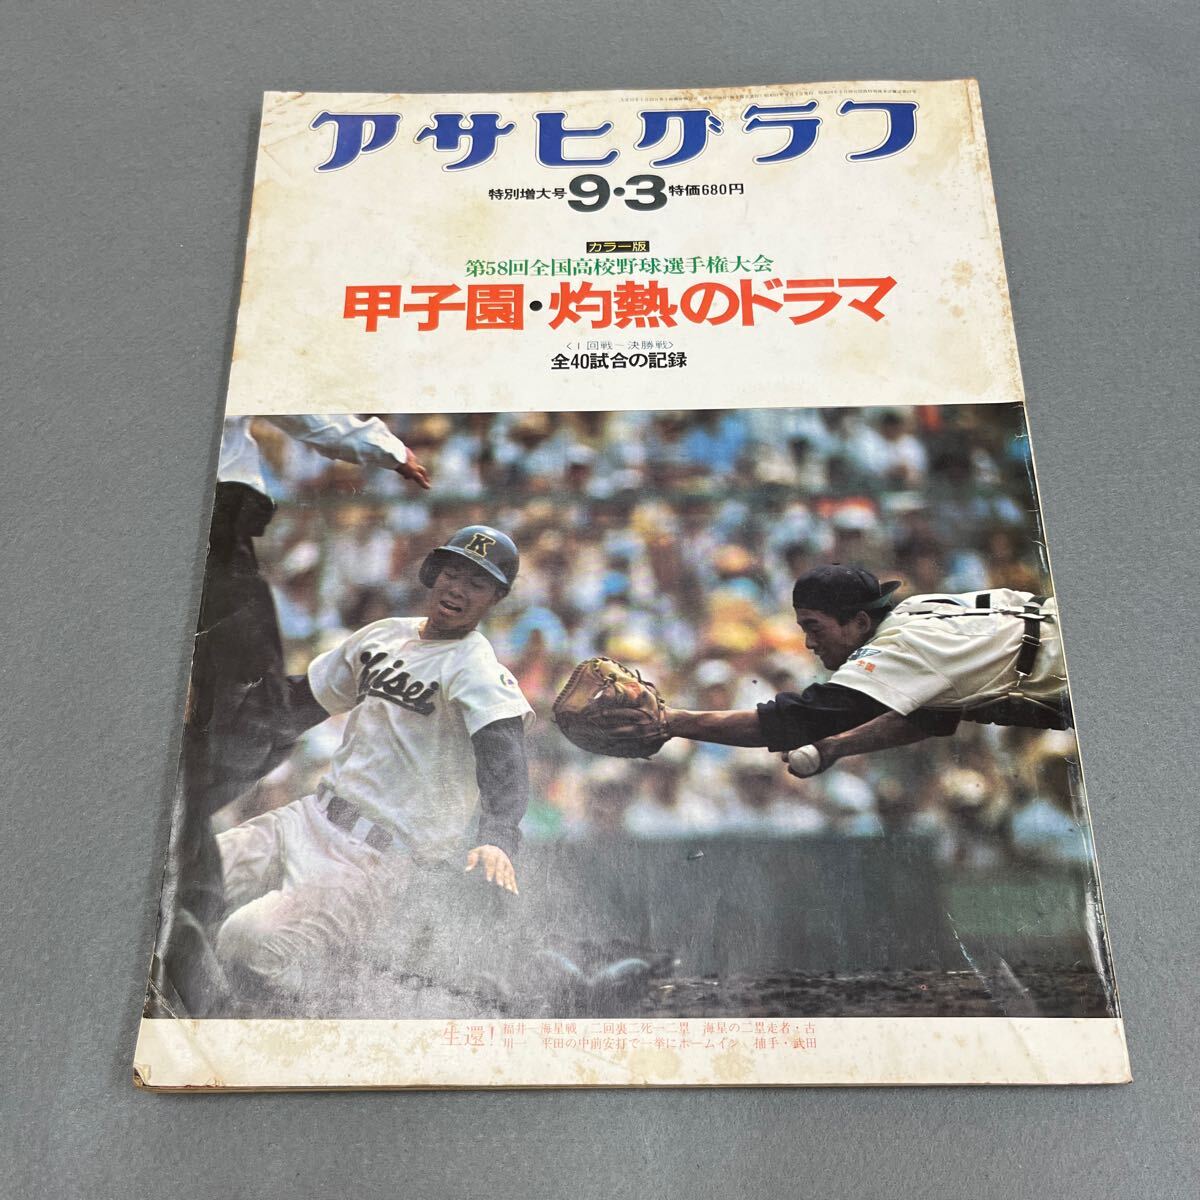 アサヒグラフ
特別増大号 9・3 特価680円
カラー版
第58回全国高校野球選手権大会
甲子園・灼熱のドラマ
<1回戦〜決勝戦>
全40試合の記録
K
Kaisei
生還! 福井―海星戦 二回裏二死一二塁 海星の二塁走者・古
川一 平田の中前安打で一挙にホームイン 捕手・武田